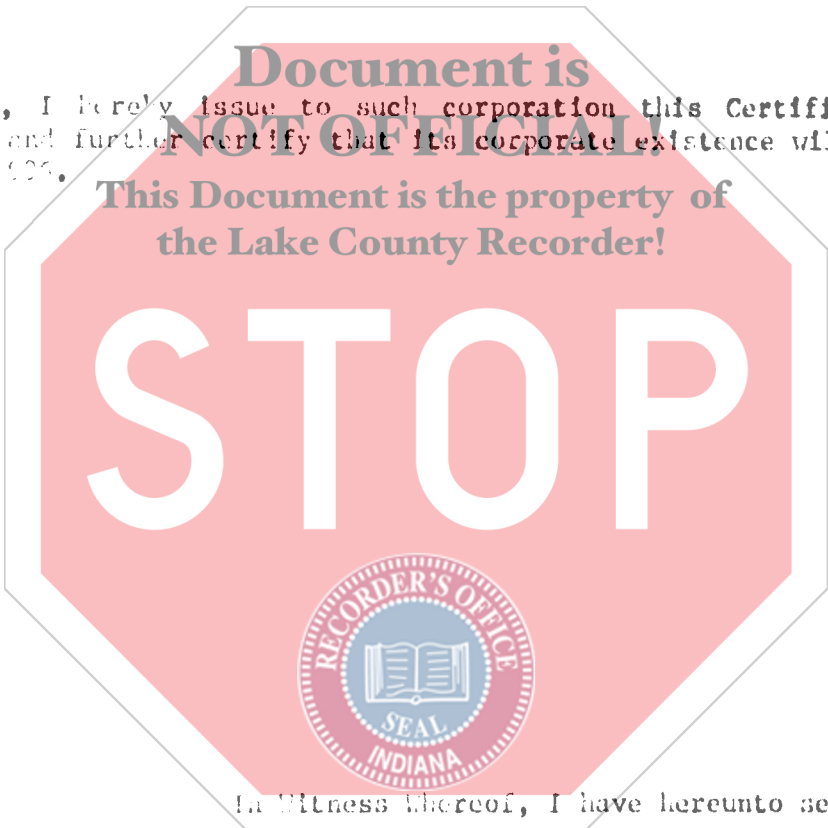 Document is
, I hereby issue to such corporation this Certifi
NOT OFFICIAL!
and further certify that its corporate existence wil
This Document is the property of
the Lake County Recorder!
STOP
RECORDER'S OFFICE
SEAL
INDIANA
In Witness Whereof, I have hereunto se